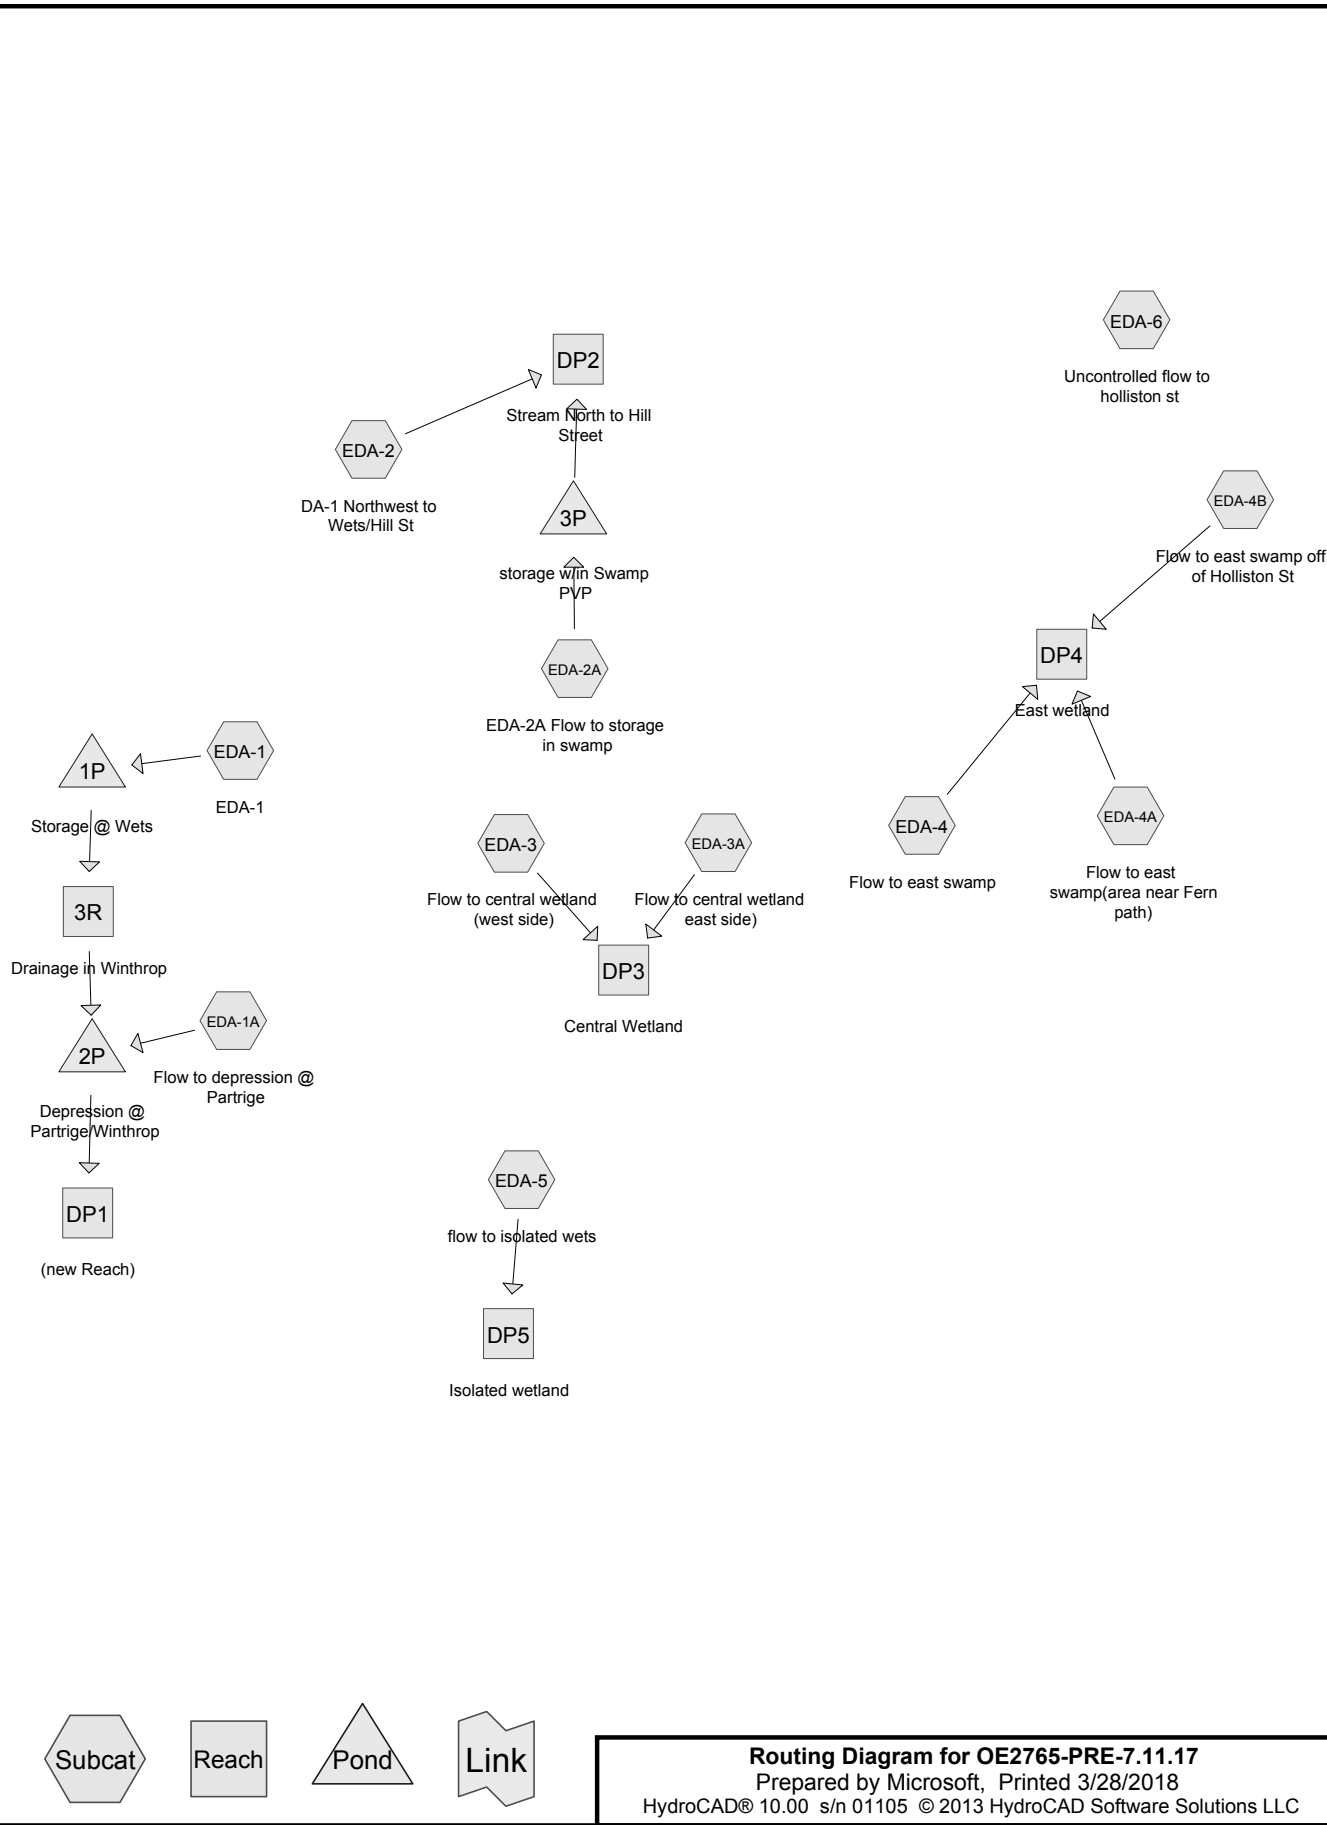 EDA-6
Uncontrolled flow to
holliston st
DP2
Stream North to Hill
Street
EDA-2
DA-1 Northwest to
Wets/Hill St
3P
storage w/in Swamp
PVP
EDA-4B
Flow to east swamp off
of Holliston St
DP4
East wetland
EDA-2A
EDA-2A Flow to storage
in swamp
1P
Storage @ Wets
EDA-1
EDA-1
EDA-3
Flow to central wetland
(west side)
EDA-3A
Flow to central wetland
east side)
EDA-4
Flow to east swamp
EDA-4A
Flow to east
swamp(area near Fern
path)
3R
Drainage in Winthrop
DP3
Central Wetland
2P
Depression @
Partrige/Winthrop
EDA-1A
Flow to depression @
Partrige
DP1
(new Reach)
EDA-5
flow to isolated wets
DP5
Isolated wetland
Subcat
Reach
Pond
Link
Routing Diagram for OE2765-PRE-7.11.17
Prepared by Microsoft, Printed 3/28/2018
HydroCAD® 10.00 s/n 01105 © 2013 HydroCAD Software Solutions LLC